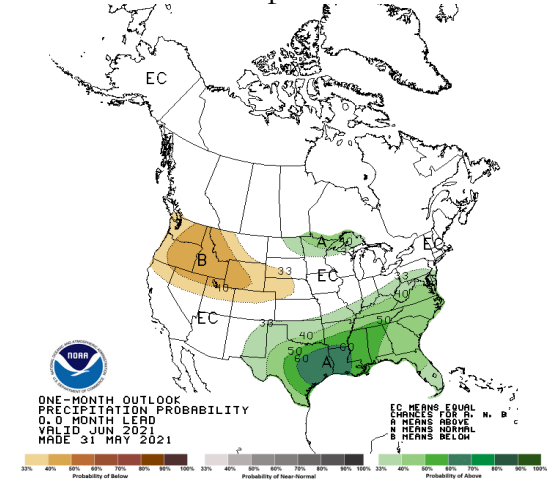 EC
A
30
EC
B
33
EC
33
40
40
EC
33
50
40
50
60
60
A
NOAA
ONE-MONTH OUTLOOK
PRECIPITATION PROBABILITY
0.0 MONTH LEAD
VALID JUN 2021
MADE 31 MAY 2021
EC MEANS EQUAL
CHANCES FOR A, N, B
A MEANS ABOVE
N MEANS NORMAL
B MEANS BELOW
33% 40% 50% 60% 70% 80% 90% 100%
Probability of Below
33% 40% 50% 60% 70% 80% 90% 100%
Probability of Near-Normal
33% 40% 50% 60% 70% 80% 90% 100%
Probability of Above